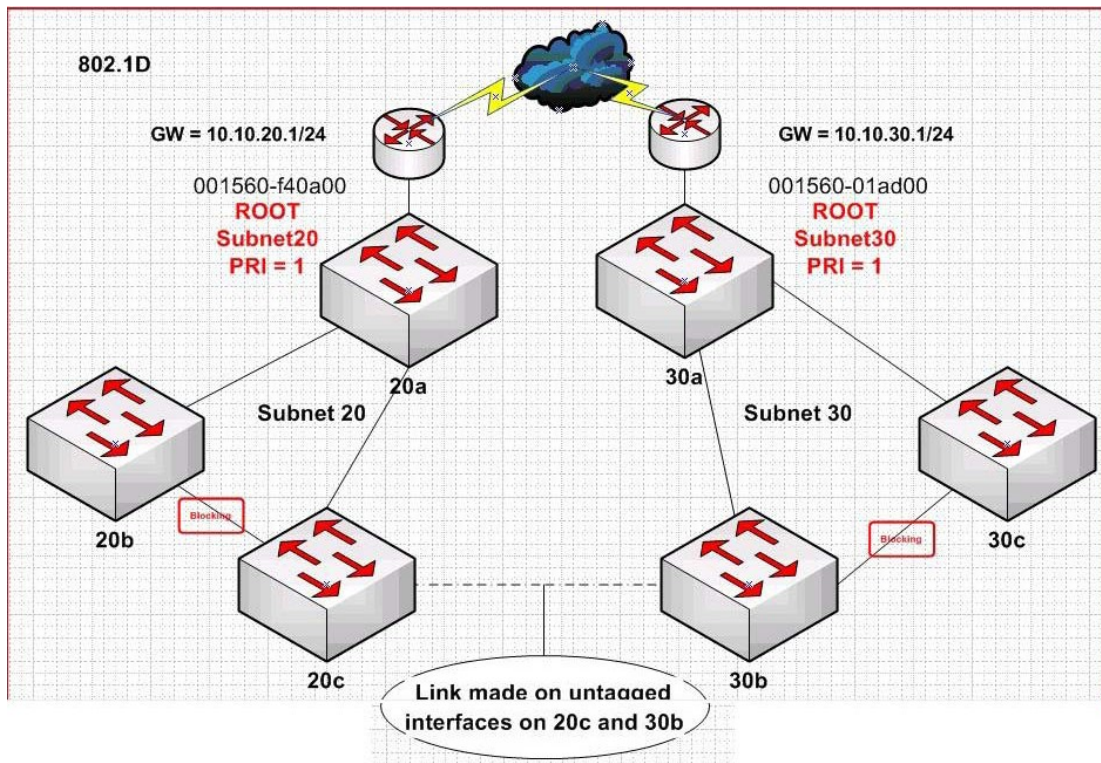 802.1D
GW = 10.10.20.1/24
GW = 10.10.30.1/24
001560-f40a00
ROOT
Subnet20
PRI = 1
001560-01ad00
ROOT
Subnet30
PRI = 1
20a
30a
Subnet 20
Subnet 30
Blocking
Blocking
20b
30c
20c
30b
Link made on untagged
interfaces on 20c and 30b